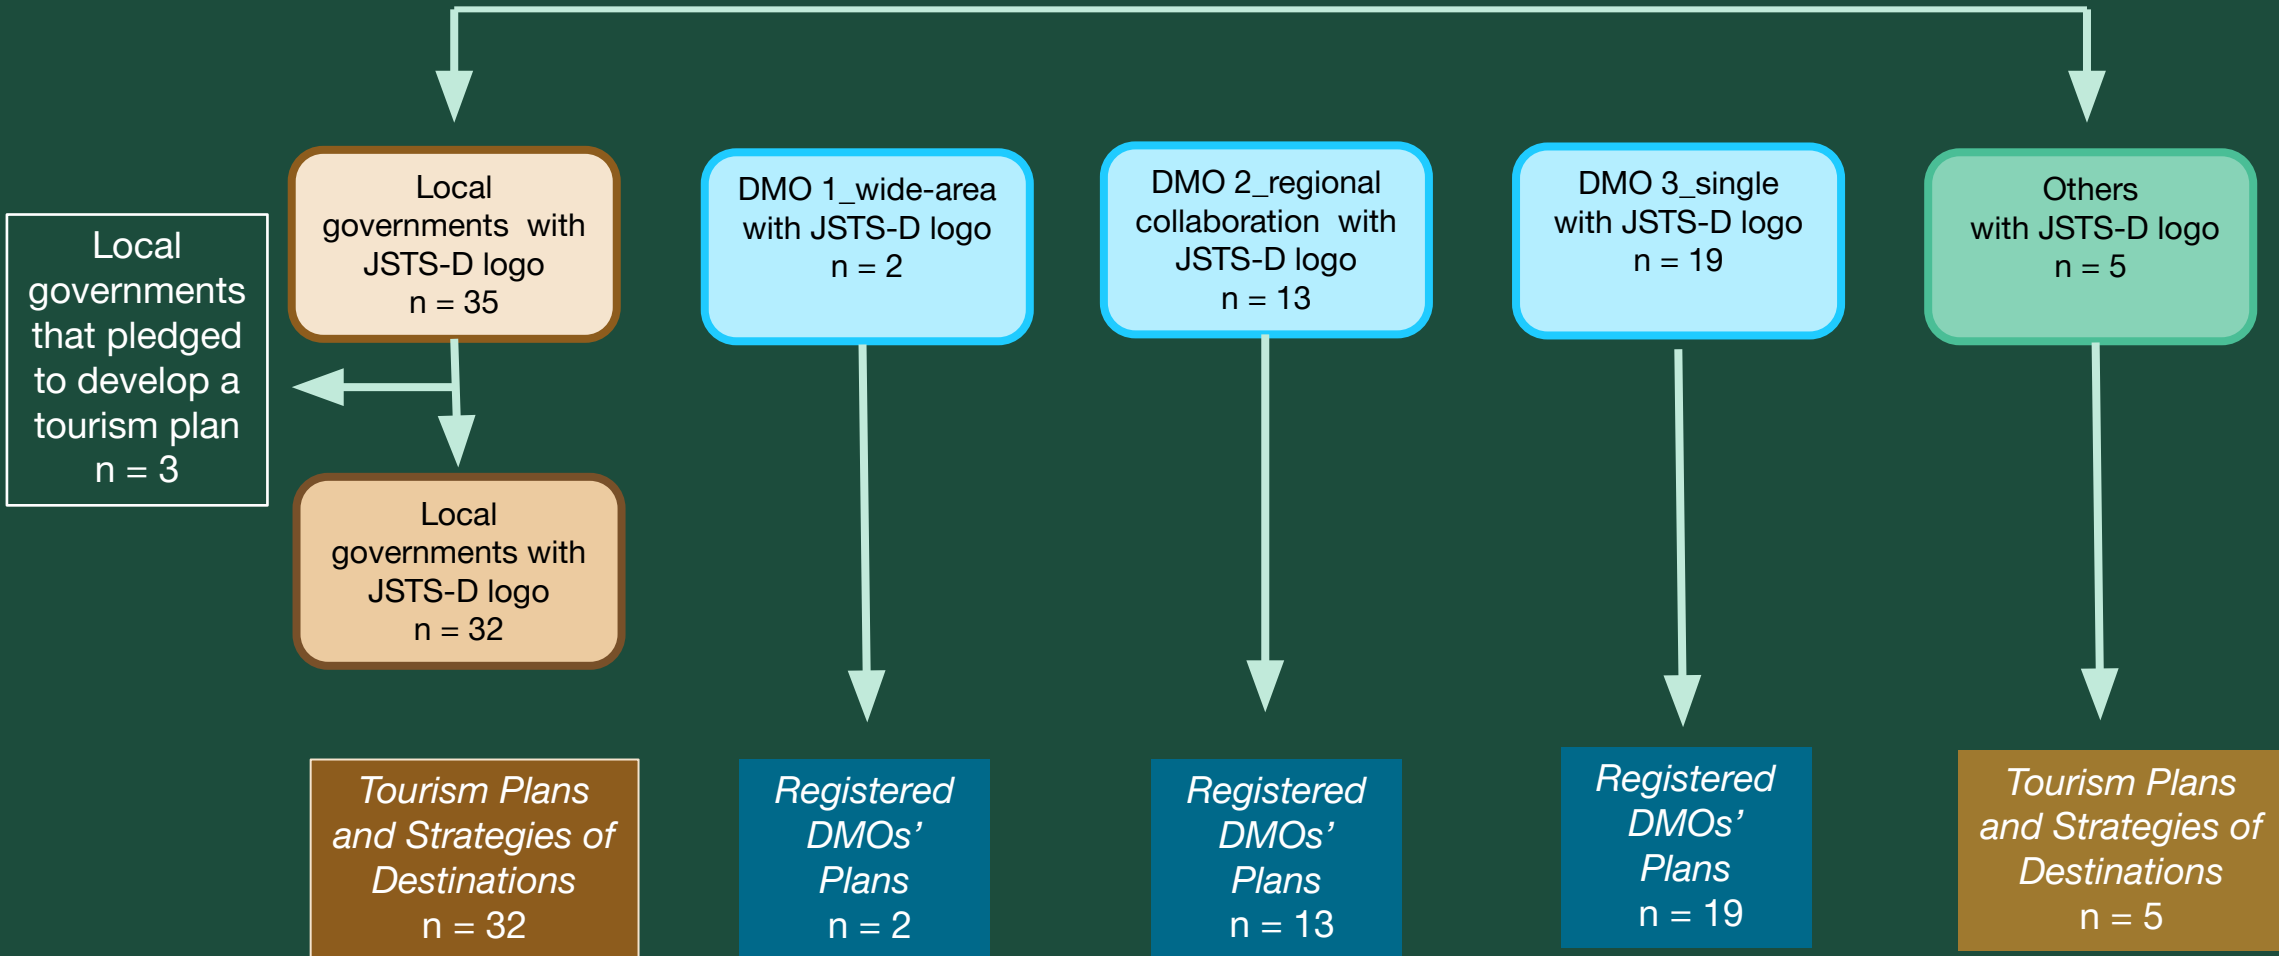 Local
governments with
JSTS-D logo
n = 35
DMO 1_wide-area
with JSTS-D logo
n = 2
DMO 2_regional
collaboration with
JSTS-D logo
n = 13
DMO 3_single
with JSTS-D logo
n = 19
Others
with JSTS-D logo
n = 5
Local
governments
that pledged
to develop a
tourism plan
n = 3
Local
governments with
JSTS-D logo
n = 32
Tourism Plans
and Strategies of
Destinations
n = 32
Registered
DMOs’
Plans
n = 2
Registered
DMOs’
Plans
n = 13
Registered
DMOs’
Plans
n = 19
Tourism Plans
and Strategies of
Destinations
n = 5